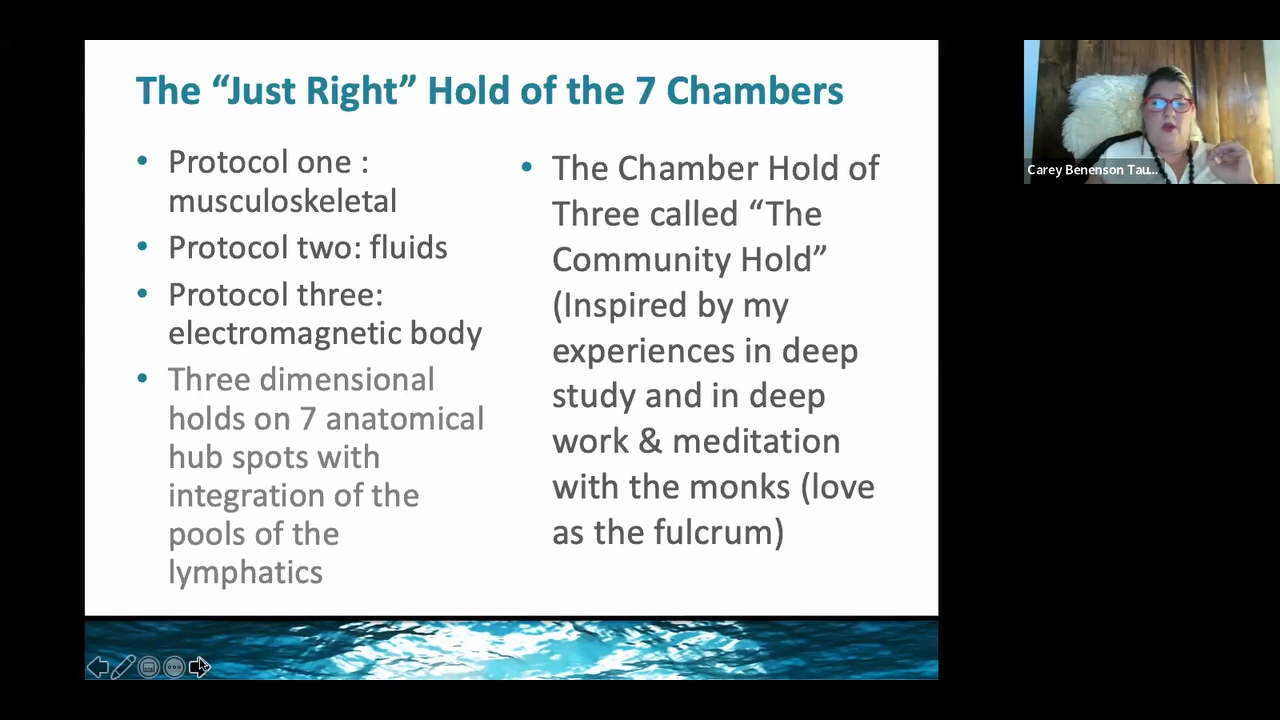 The “Just Right” Hold of the 7 Chambers
• Protocol one :
musculoskeletal
• Protocol two: fluids
• Protocol three:
electromagnetic body
• Three dimensional
holds on 7 anatomical
hub spots with
integration of the
pools of the
lymphatics
• The Chamber Hold of
Three called “The
Community Hold”
(Inspired by my
experiences in deep
study and in deep
work & meditation
with the monks (love
as the fulcrum)
Carey Benenson Tau...